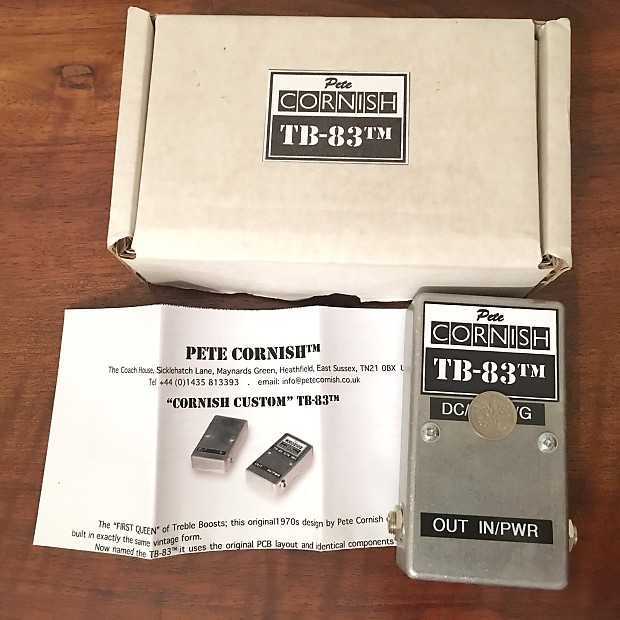 Pete
CORNISH
TB-83™
PETE CORNISH™
The Coach House, Sicklehatch Lane, Maynards Green, Heathfield, East Sussex, TN21 0BX U
Tel +44 (0)1435 813393 . email: info@petecornish.co.uk
"CORNISH CUSTOM" TB-83™
The "FIRST QUEEN" of Treble Boosts; this original 1970s design by Pete Cornish
built in exactly the same vintage form.
Now named the TB-83™ it uses the original PCB layout and identical components
Pete
CORNISH
TB-83™
DC/ /G
OUT IN/PWR